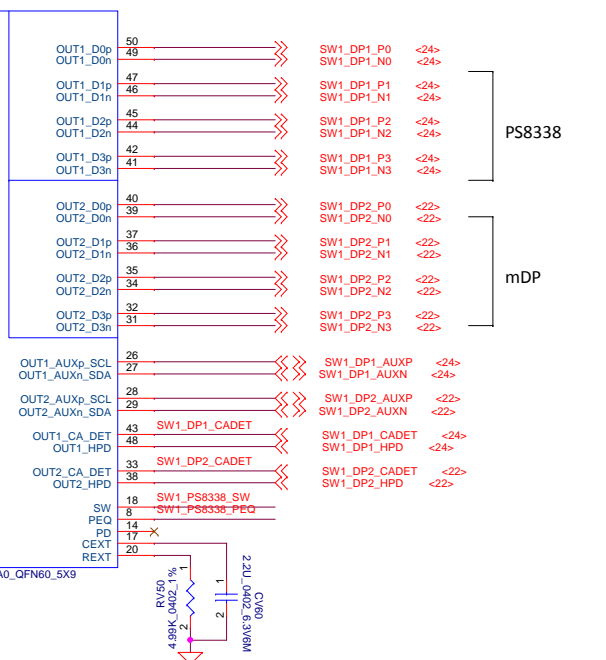 OUT1_D0p 50 SW1_DP1_P0 <24>
OUT1_D0n 49 SW1_DP1_N0 <24>
OUT1_D1p 47 SW1_DP1_P1 <24>
OUT1_D1n 46 SW1_DP1_N1 <24>
OUT1_D2p 45 SW1_DP1_P2 <24>
OUT1_D2n 44 SW1_DP1_N2 <24>
PS8338
OUT1_D3p 42 SW1_DP1_P3 <24>
OUT1_D3n 41 SW1_DP1_N3 <24>
OUT2_D0p 40 SW1_DP2_P0 <22>
OUT2_D0n 39 SW1_DP2_N0 <22>
OUT2_D1p 37 SW1_DP2_P1 <22>
OUT2_D1n 36 SW1_DP2_N1 <22>
OUT2_D2p 35 SW1_DP2_P2 <22>
OUT2_D2n 34 SW1_DP2_N2 <22>
mDP
OUT2_D3p 32 SW1_DP2_P3 <22>
OUT2_D3n 31 SW1_DP2_N3 <22>
OUT1_AUXp_SCL 26 SW1_DP1_AUXP <24>
OUT1_AUXn_SDA 27 SW1_DP1_AUXN <24>
OUT2_AUXp_SCL 28 SW1_DP2_AUXP <22>
OUT2_AUXn_SDA 29 SW1_DP2_AUXN <22>
OUT1_CA_DET 43 SW1_DP1_CADET SW1_DP1_CADET <24>
OUT1_HPD 48 SW1_DP1_HPD <24>
OUT2_CA_DET 33 SW1_DP2_CADET SW1_DP2_CADET <22>
OUT2_HPD 38 SW1_DP2_HPD <22>
SW 18 SW1_PS8338_SW
PEQ 8 SW1_PS8338_PEQ
PD 14
CEXT 17
REXT 20
A0_QFN60_5X9
RV50
4.99K_0402_1%
1
2
CV60
2.2U_0402_6.3V6M
1
2